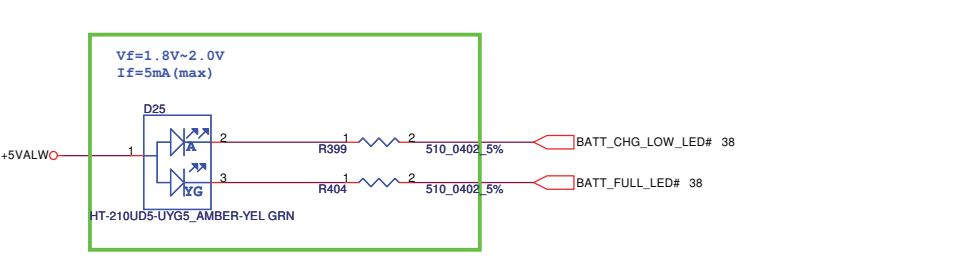 Vf=1.8V~2.0V
If=5mA(max)
D25
+5VALW
1
A
2
R399
1
2
510_0402_5%
BATT_CHG_LOW_LED# 38
YG
3
R404
1
2
510_0402_5%
BATT_FULL_LED# 38
HT-210UD5-UYG5_AMBER-YEL GRN